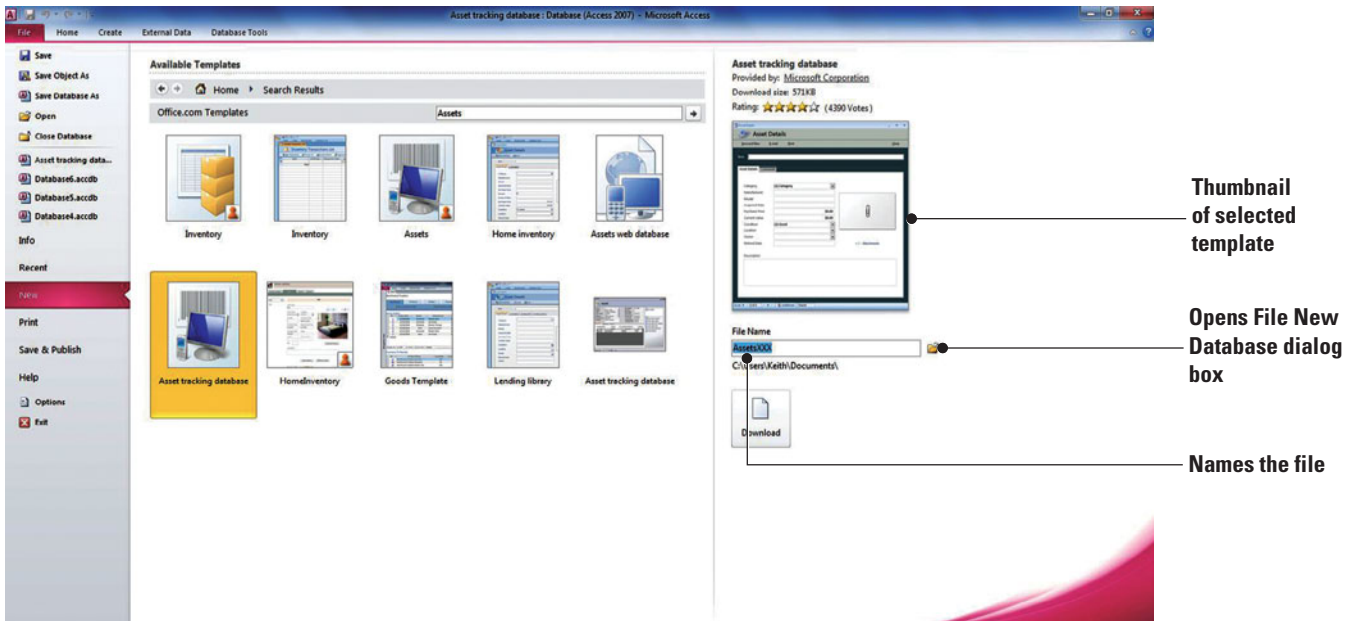 Asset tracking database : Database (Access 2007) - Microsoft Access
File Home Create External Data Database Tools
Save
Save Object As
Save Database As
Open
Close Database
Asset tracking data...
Database6.accdb
Database5.accdb
Database4.accdb
Info
Recent
New
Print
Save & Publish
Help
Options
Exit
Available Templates
Home Search Results
Office.com Templates Assets
Inventory Inventory Assets Home inventory Assets web database
Asset tracking database HomeInventory Goods Template Lending library Asset tracking database
Asset tracking database
Provided by: Microsoft Corporation
Download size: 571KB
Rating: (4390 Votes)
Asset Details
File Name
AssetsXXX
C:\Users\Keith\Documents\
Download
Thumbnail
of selected
template
Opens File New
Database dialog
box
Names the file